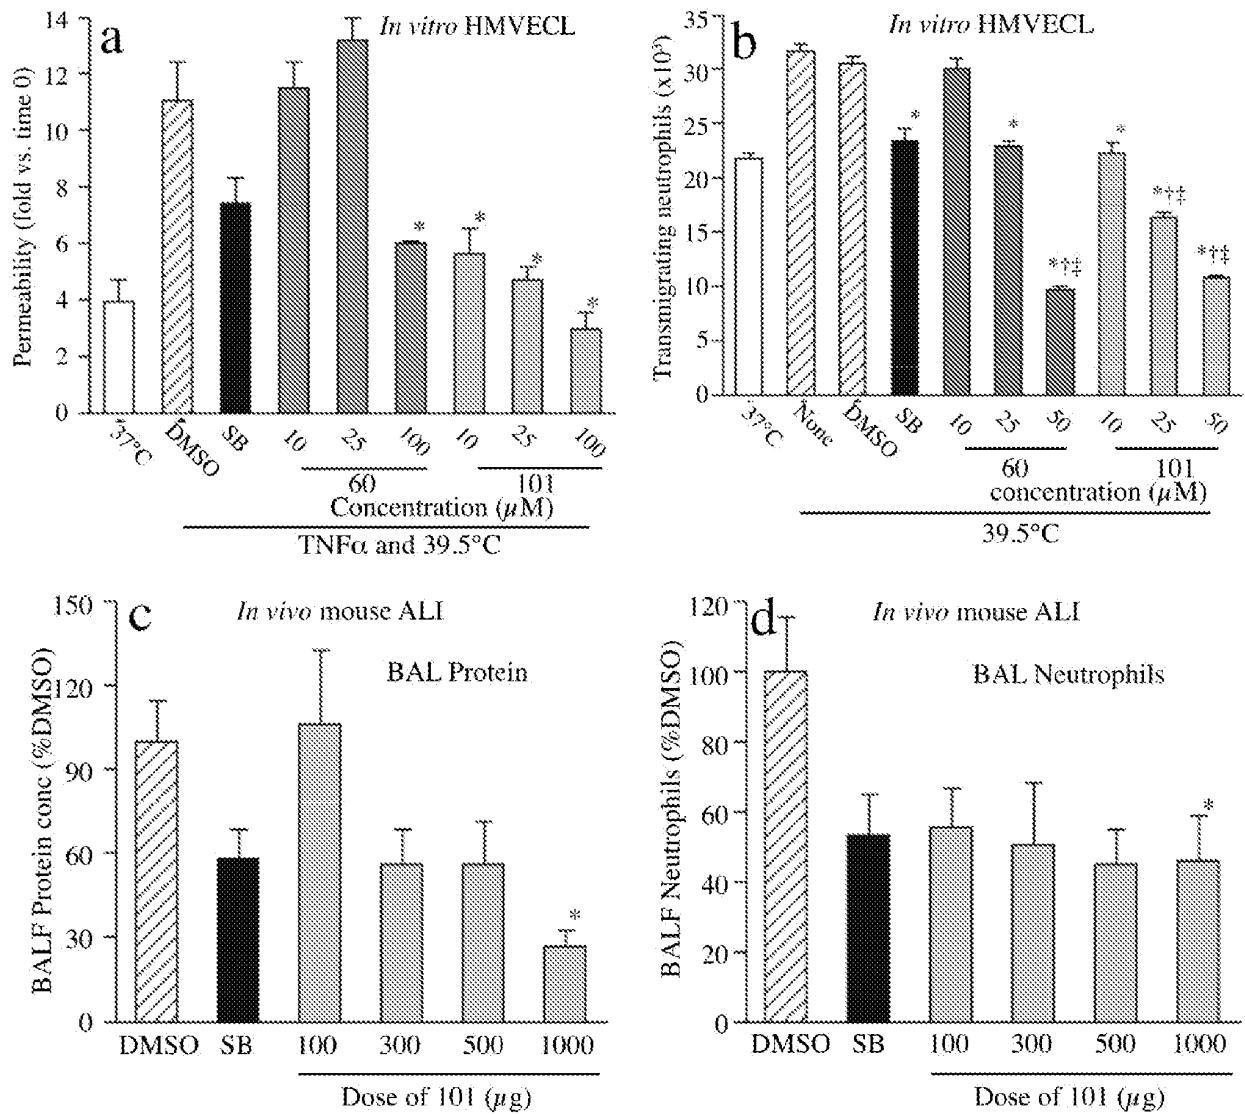 a
In vitro HMVECL
Permeability (fold vs. time 0)
14
12
10
8
6
4
2
0
*
*
*
*
37°C
DMSO
SB
10
25
100
10
25
100
60
101
Concentration (µM)
TNFα and 39.5°C
b
In vitro HMVECL
Transmigrating neutrophils (x10³)
35
30
25
20
15
10
5
0
*
*
*†‡
*
*†‡
*†‡
37°C
None
DMSO
SB
10
25
50
10
25
50
60
101
concentration (µM)
39.5°C
c
In vivo mouse ALI
BAL Protein
BALF Protein conc (%DMSO)
150
120
90
60
30
0
*
DMSO
SB
100
300
500
1000
Dose of 101 (µg)
d
In vivo mouse ALI
BAL Neutrophils
BALF Neutrophils (%DMSO)
120
100
80
60
40
20
0
*
DMSO
SB
100
300
500
1000
Dose of 101 (µg)